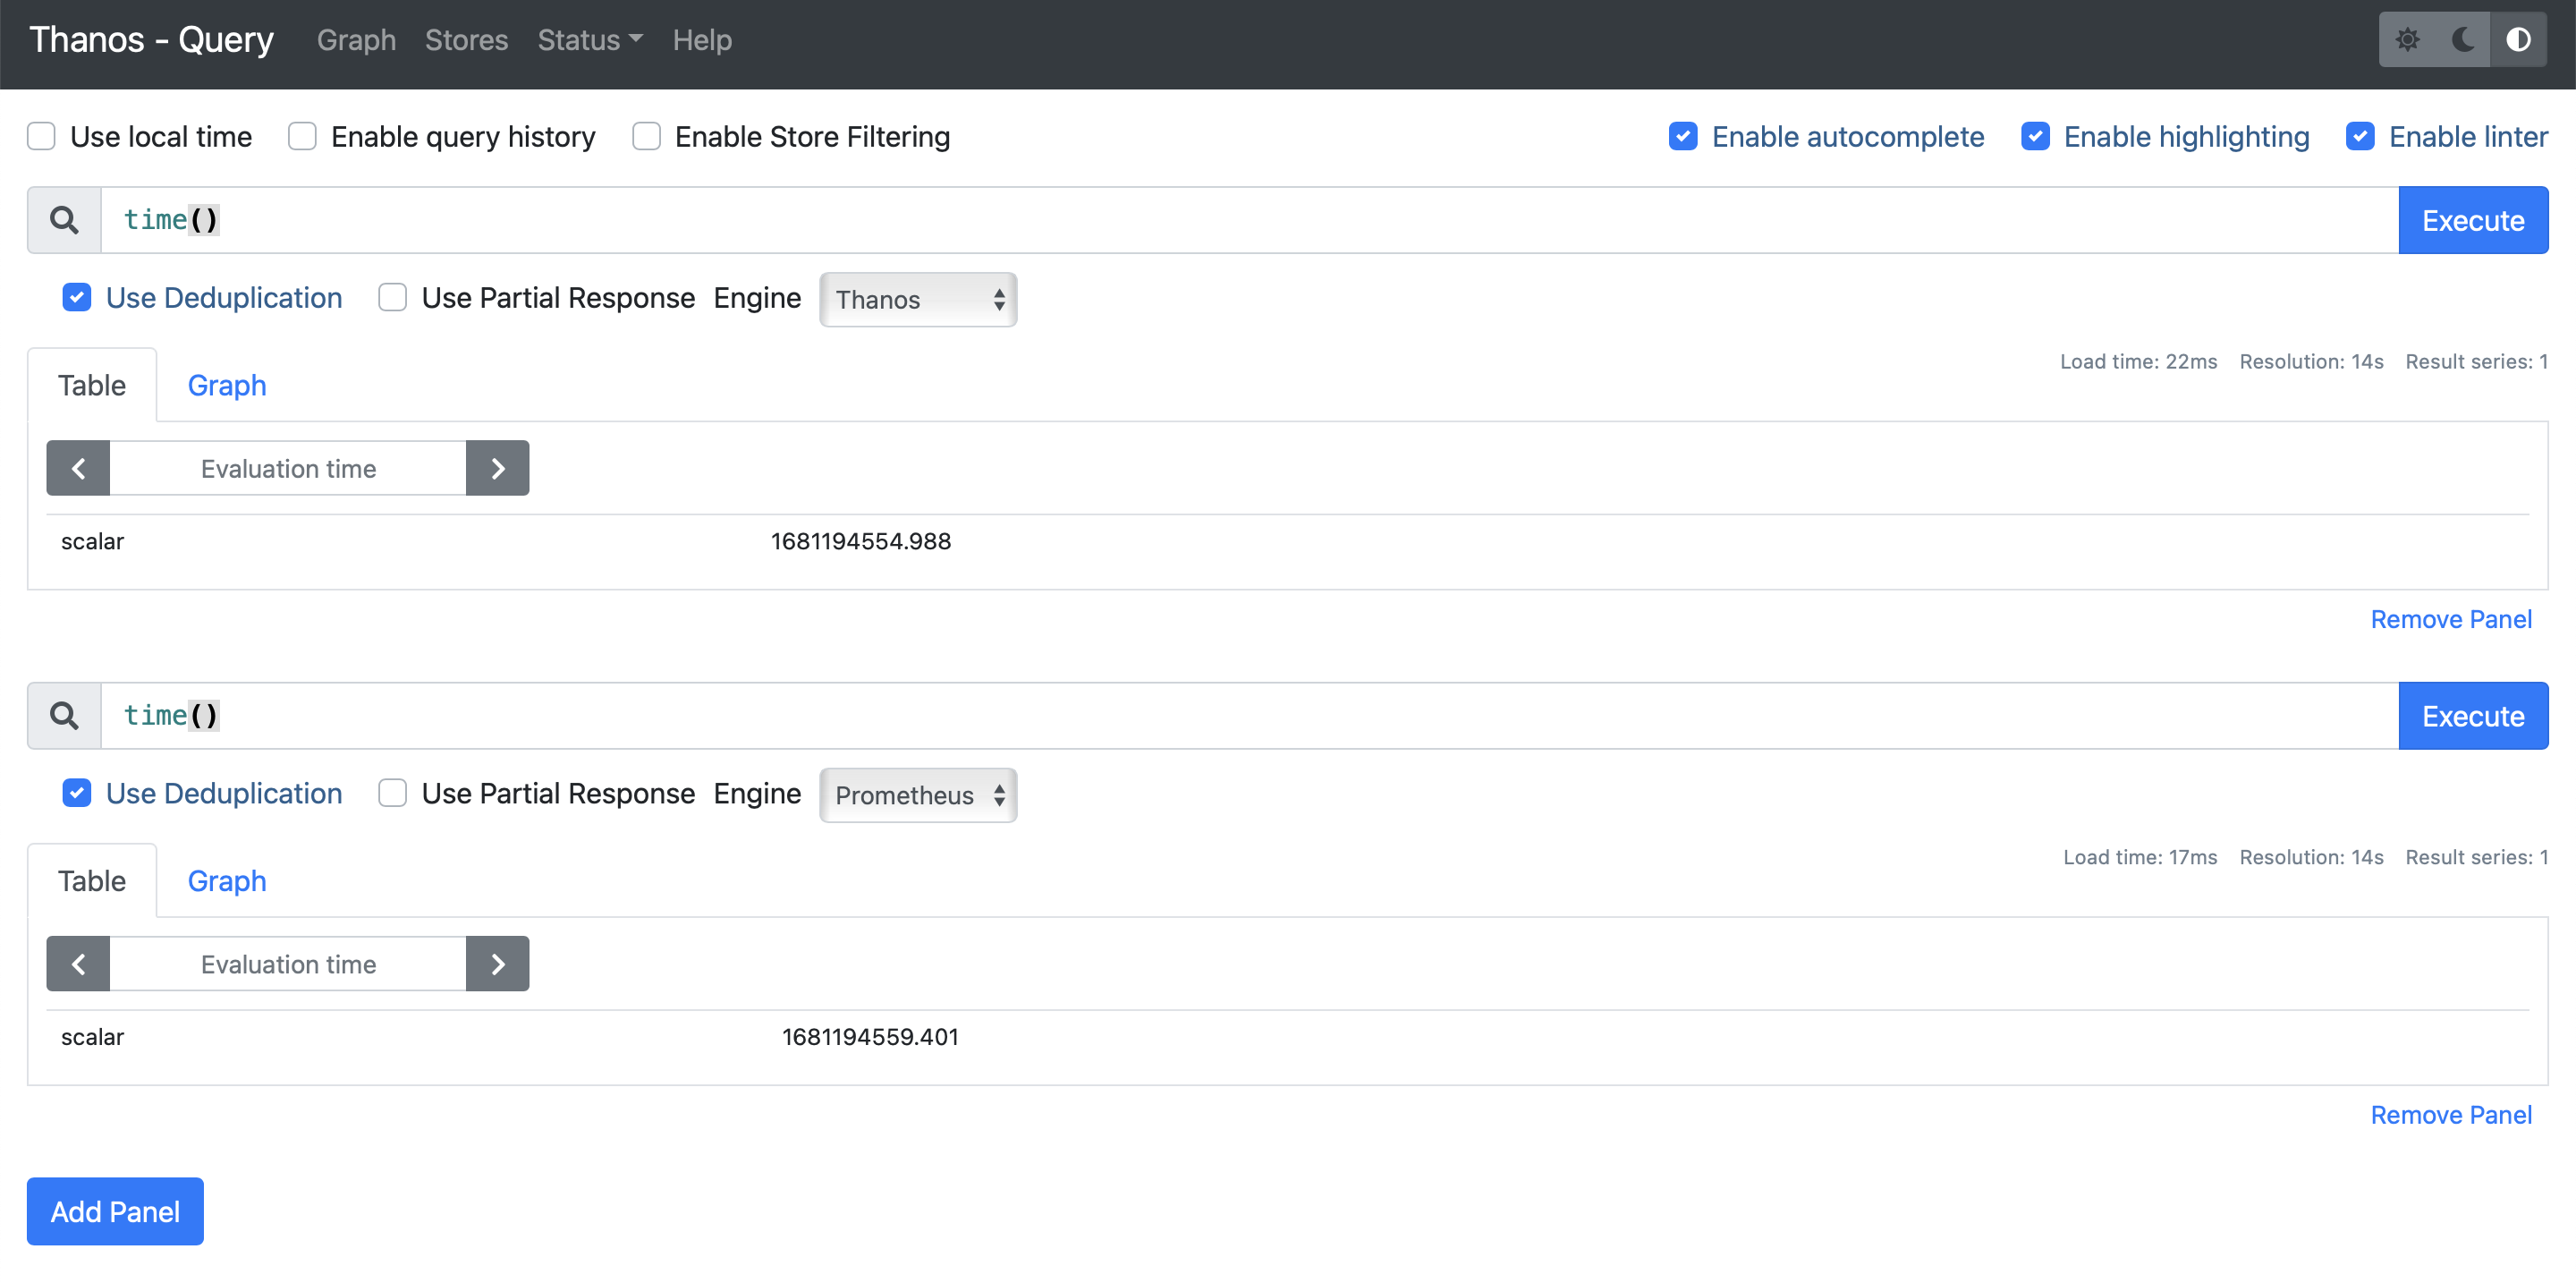 Thanos - Query Graph Stores Status Help
Use local time Enable query history Enable Store Filtering Enable autocomplete Enable highlighting Enable linter
time() Execute
Use Deduplication Use Partial Response Engine Thanos
Load time: 22ms Resolution: 14s Result series: 1
Table Graph
Evaluation time
scalar 1681194554.988
Remove Panel
time() Execute
Use Deduplication Use Partial Response Engine Prometheus
Load time: 17ms Resolution: 14s Result series: 1
Table Graph
Evaluation time
scalar 1681194559.401
Remove Panel
Add Panel